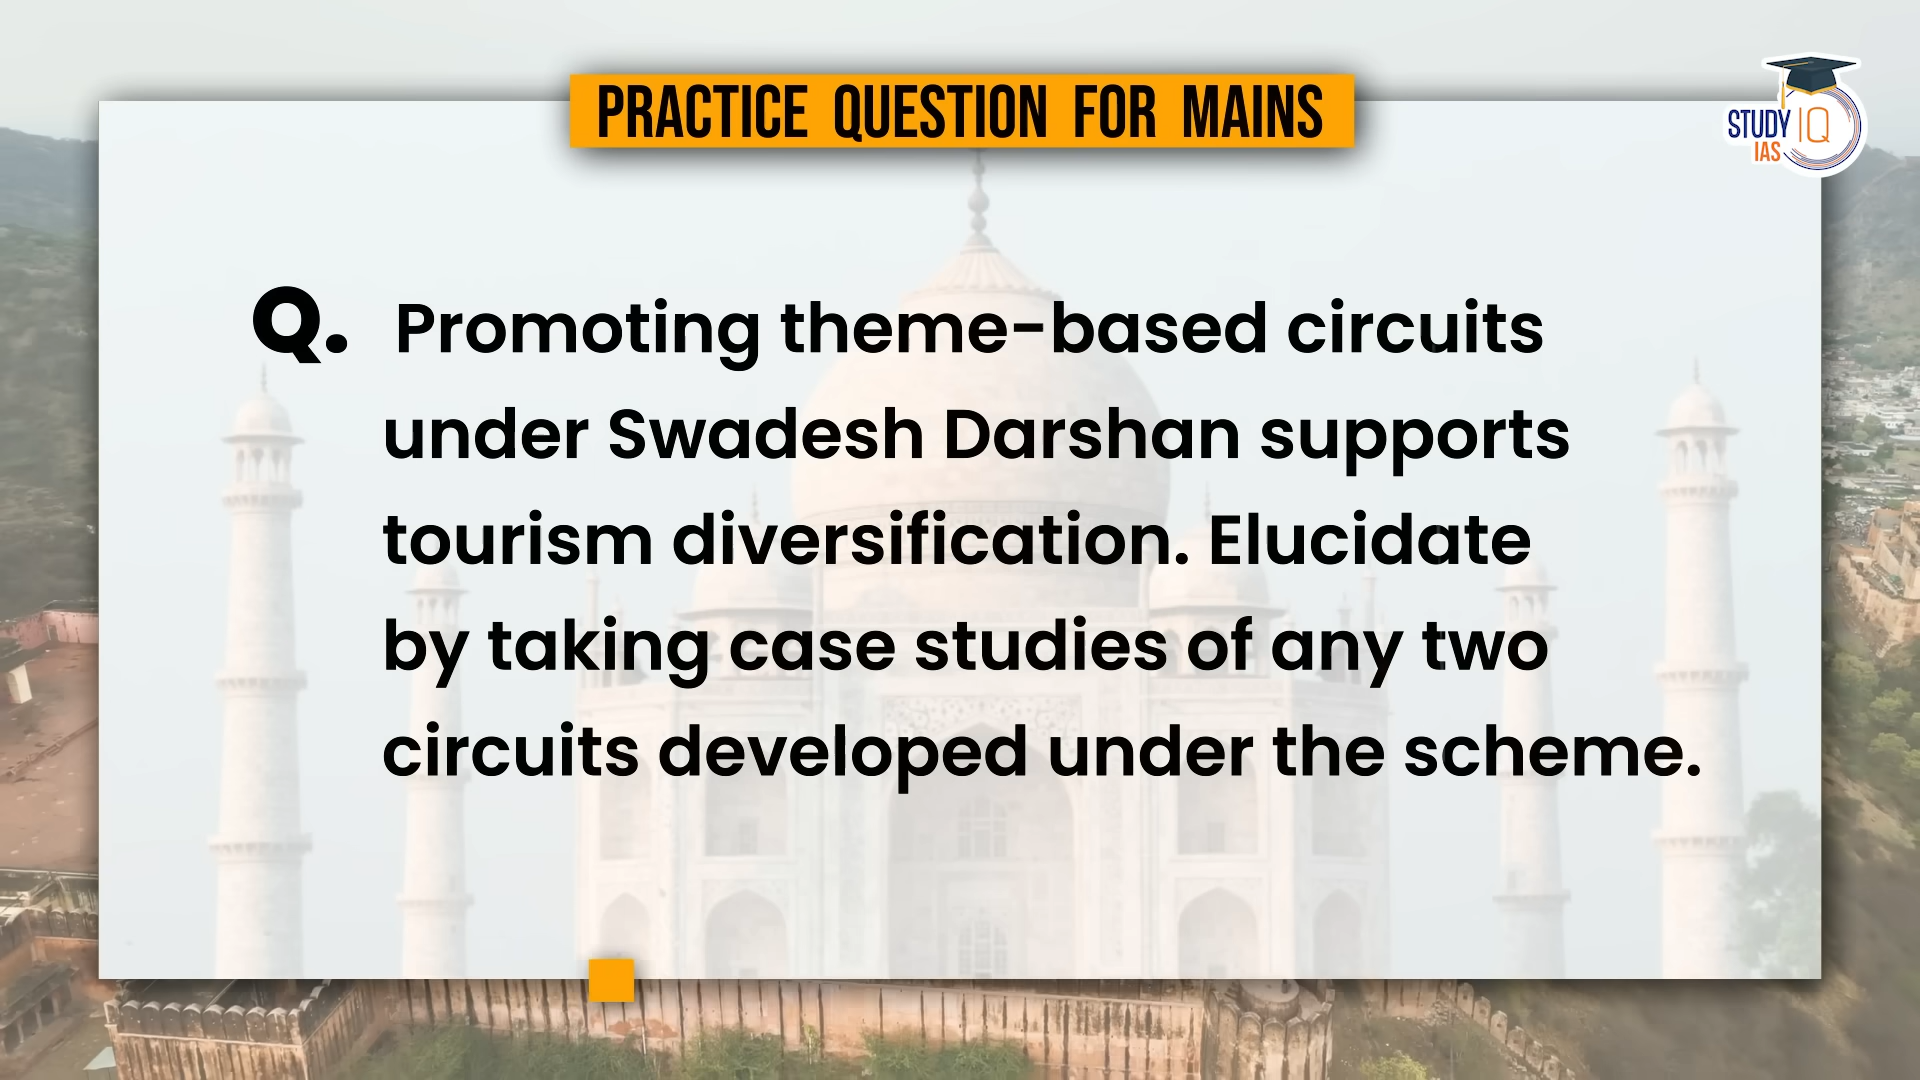 PRACTICE QUESTION FOR MAINS
STUDY IQ
IAS
Q. Promoting theme-based circuits
under Swadesh Darshan supports
tourism diversification. Elucidate
by taking case studies of any two
circuits developed under the scheme.